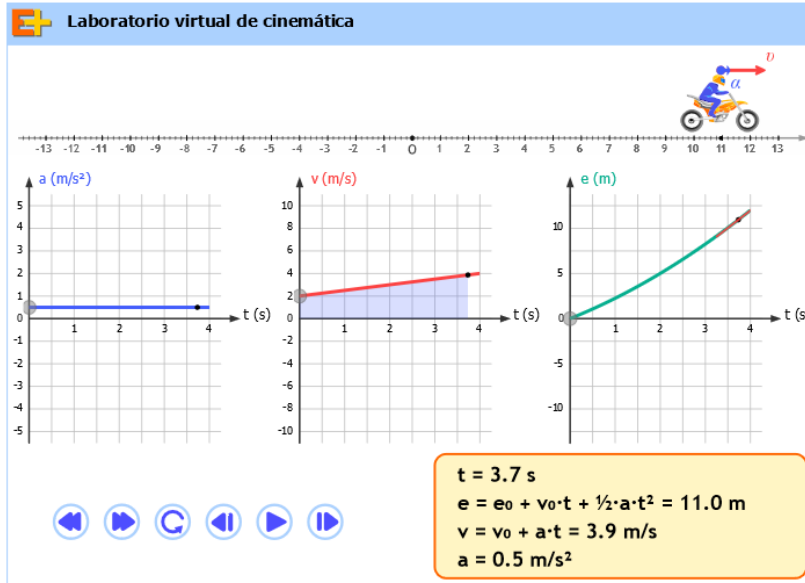 E+ Laboratorio virtual de cinemática
υ
a
-13 -12 -11 -10 -9 -8 -7 -6 -5 -4 -3 -2 -1 0 1 2 3 4 5 6 7 8 9 10 11 12 13
a (m/s²)
5
4
3
2
1
0
-1
-2
-3
-4
-5
1 2 3 4
t (s)
v (m/s)
10
8
6
4
2
0
-2
-4
-6
-8
-10
1 2 3 4
t (s)
e (m)
10
5
0
-5
-10
1 2 3 4
t (s
t = 3.7 s
e = e₀ + v₀·t + ½·a·t² = 11.0 m
v = v₀ + a·t = 3.9 m/s
a = 0.5 m/s²